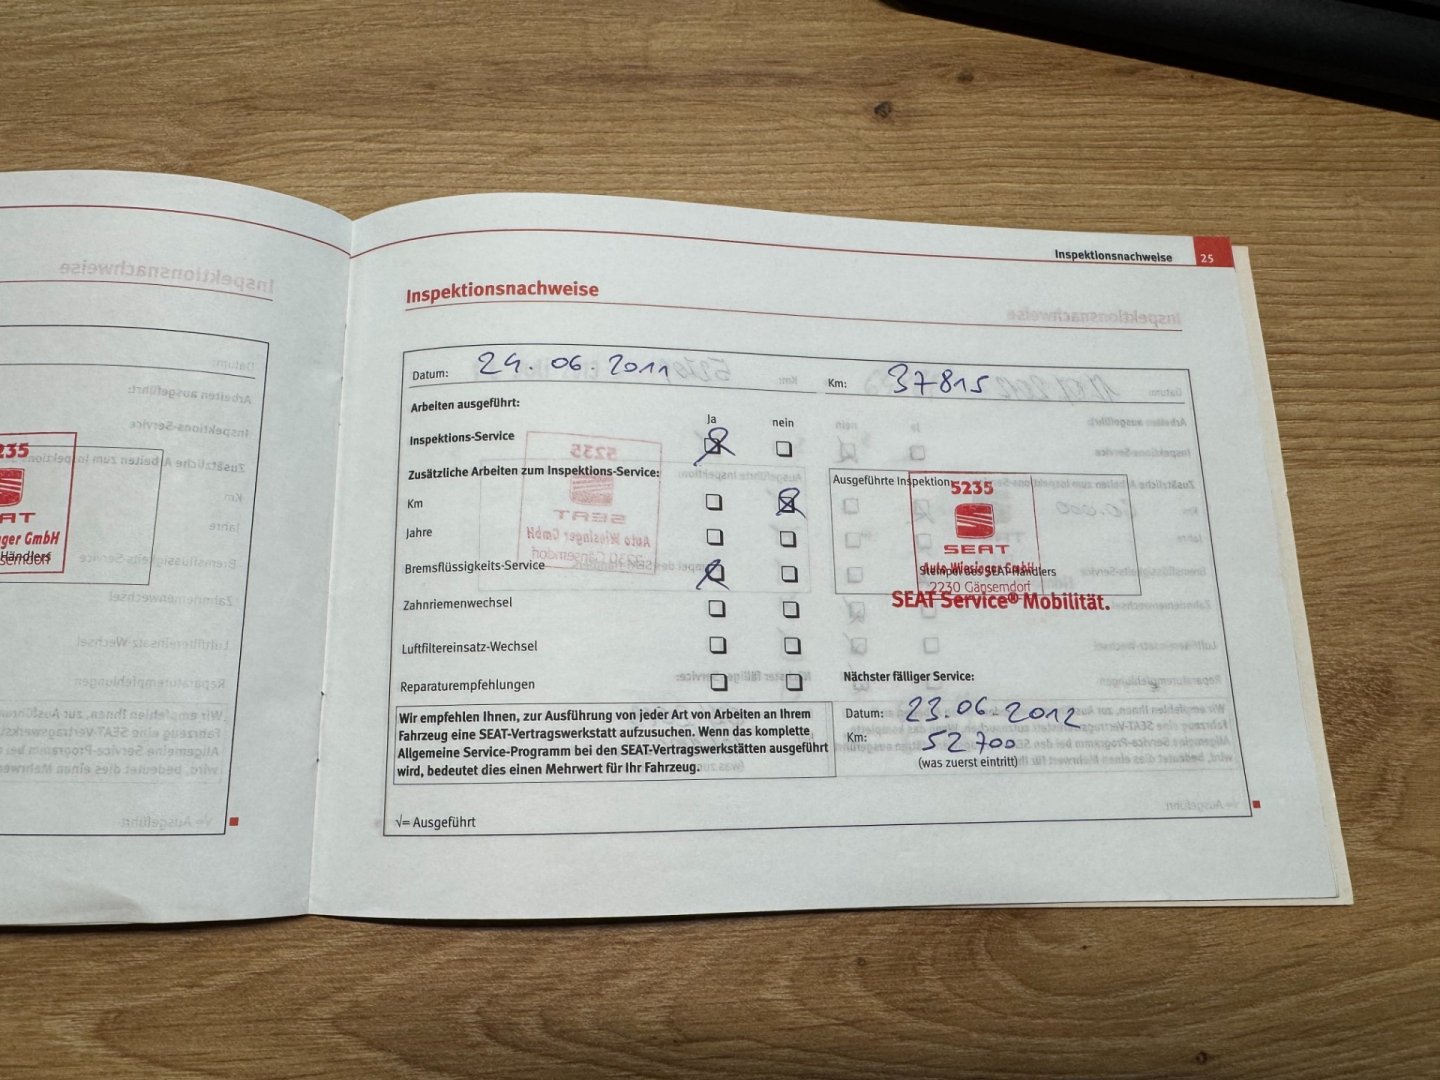 Inspektionsnachweise 25
Inspektionsnachweise
Datum: 24.06.2011 Km: 37815
Arbeiten ausgeführt:
Ja nein
Inspektions-Service
Zusätzliche Arbeiten zum Inspektions-Service:
Km
Jahre
Bremsflüssigkeits-Service
Zahnriemenwechsel
Luftfiltereinsatz-Wechsel
Reparaturempfehlungen
Ausgeführte Inspektion
5235
SEAT
Auto Wiesinger GmbH
Stempel des SEAT-Händlers
2230 Gänserndorf
SEAT Service® Mobilität.
Nächster fälliger Service:
Datum: 23.06.2012
Km: 52700
(was zuerst eintritt)
Wir empfehlen Ihnen, zur Ausführung von jeder Art von Arbeiten an Ihrem
Fahrzeug eine SEAT-Vertragswerkstatt aufzusuchen. Wenn das komplette
Allgemeine Service-Programm bei den SEAT-Vertragswerkstätten ausgeführt
wird, bedeutet dies einen Mehrwert für Ihr Fahrzeug.
√= Ausgeführt